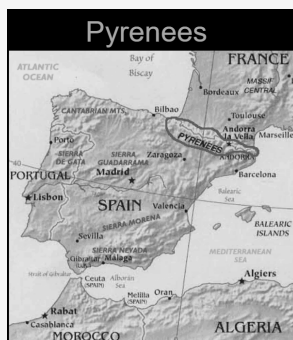 Pyrenees
ATLANTIC
OCEAN
Bay of
Biscay
FRANCE
MASSIF
CENTRAL
Bordeaux
CANTABRIAN MTS.
Bilbao
Toulouse
Andorra
la Vella
Marseille
PYRENEES
ANDORRA
Porto
SIERRA
DE GATA
SIERRA
GUADARRAMA
Zaragoza
Barcelona
40
PORTUGAL
Madrid
Balearic
Sea
Lisbon
SPAIN
Valencia
BALEARIC
ISLANDS
SIERRA MORENA
Sevilla
SIERRA NEVADA
MEDITERRANEAN
SEA
Gibraltar
(U.K.)
Málaga
Strait of Gibraltar
Ceuta
(SPAIN)
Alborán
Sea
Algiers
Melilla
(SPAIN)
Oran
Rabat
Casablanca
MOROCCO
ALGERIA